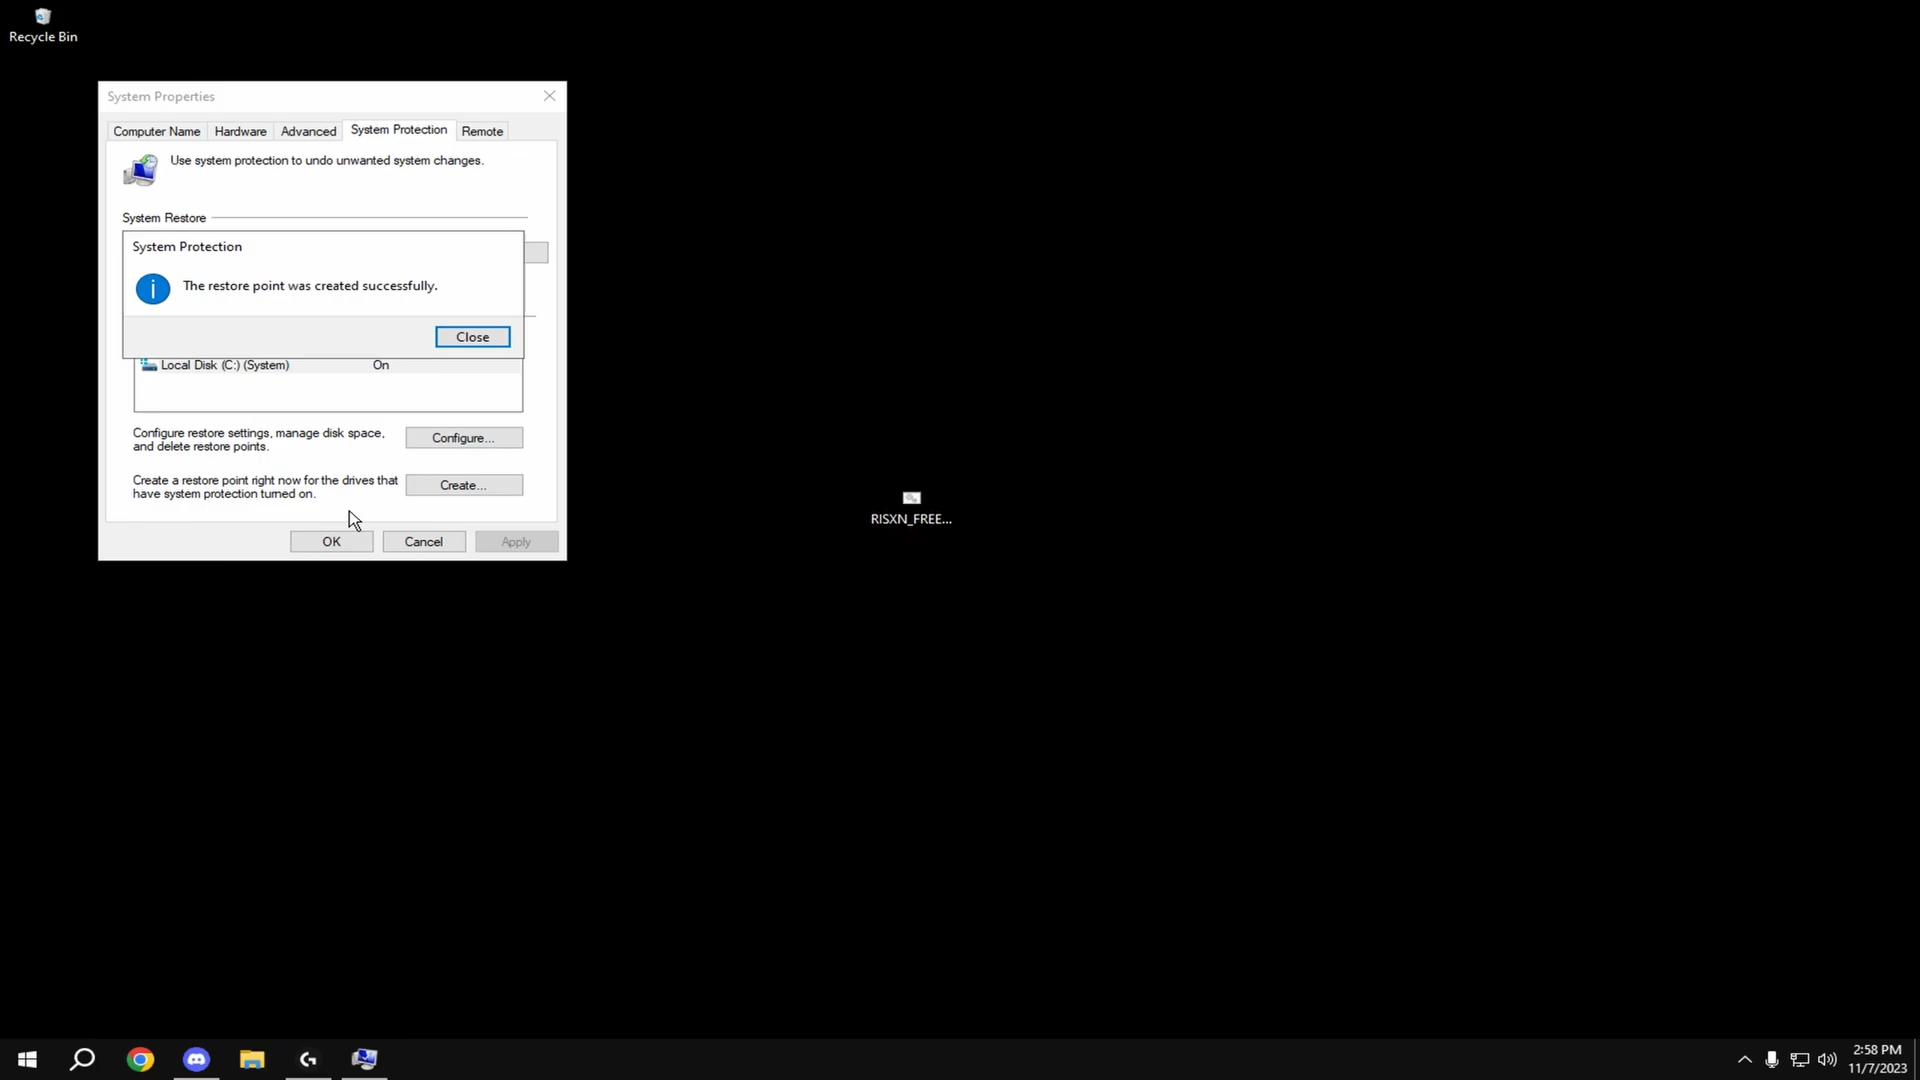 Recycle Bin
System Properties
Computer Name Hardware Advanced System Protection Remote
Use system protection to undo unwanted system changes.
System Restore
System Protection
The restore point was created successfully.
Close
Local Disk (C:) (System) On
Configure restore settings, manage disk space,
and delete restore points.
Configure...
Create a restore point right now for the drives that
have system protection turned on.
Create...
OK Cancel Apply
RISXN_FREE...
2:58 PM
11/7/2023